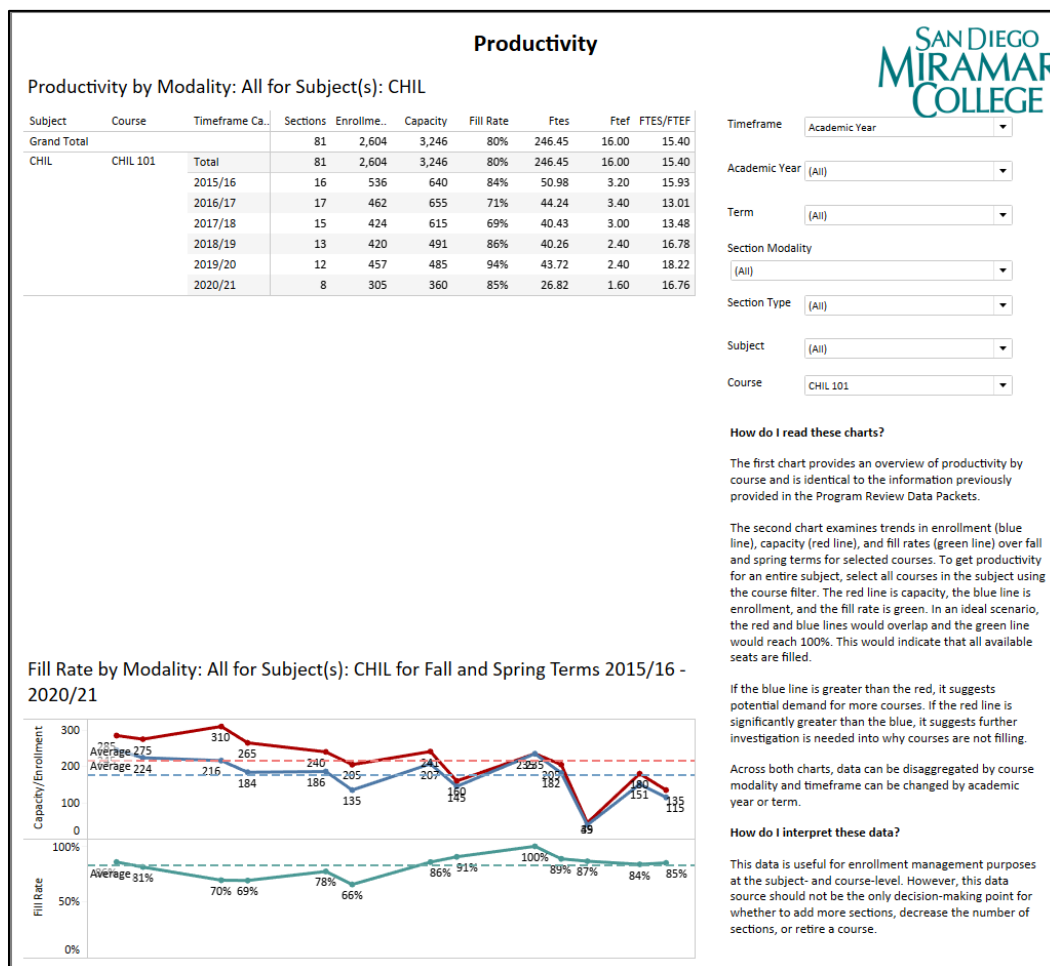 Productivity
SAN DIEGO
MIRAMAR
COLLEGE
Productivity by Modality: All for Subject(s): CHIL
Subject Course Timeframe Ca.. Sections Enrollme.. Capacity Fill Rate Ftes Ftef FTES/FTEF
Grand Total 81 2,604 3,246 80% 246.45 16.00 15.40
CHIL CHIL 101 Total 81 2,604 3,246 80% 246.45 16.00 15.40
2015/16 16 536 640 84% 50.98 3.20 15.93
2016/17 17 462 655 71% 44.24 3.40 13.01
2017/18 15 424 615 69% 40.43 3.00 13.48
2018/19 13 420 491 86% 40.26 2.40 16.78
2019/20 12 457 485 94% 43.72 2.40 18.22
2020/21 8 305 360 85% 26.82 1.60 16.76
Timeframe Academic Year
Academic Year (All)
Term (All)
Section Modality
(All)
Section Type (All)
Subject (All)
Course CHIL 101
How do I read these charts?
The first chart provides an overview of productivity by
course and is identical to the information previously
provided in the Program Review Data Packets.
The second chart examines trends in enrollment (blue
line), capacity (red line), and fill rates (green line) over fall
and spring terms for selected courses. To get productivity
for an entire subject, select all courses in the subject using
the course filter. The red line is capacity, the blue line is
enrollment, and the fill rate is green. In an ideal scenario,
the red and blue lines would overlap and the green line
would reach 100%. This would indicate that all available
seats are filled.
If the blue line is greater than the red, it suggests
potential demand for more courses. If the red line is
significantly greater than the blue, it suggests further
investigation is needed into why courses are not filling.
Across both charts, data can be disaggregated by course
modality and timeframe can be changed by academic
year or term.
How do I interpret these data?
This data is useful for enrollment management purposes
at the subject- and course-level. However, this data
source should not be the only decision-making point for
whether to add more sections, decrease the number of
sections, or retire a course.
Fill Rate by Modality: All for Subject(s): CHIL for Fall and Spring Terms 2015/16 -
2020/21
Capacity/Enrollment
300
200
100
0
285 275 310 265 240 205 241 160 235 205 180 135
Average
Average
224 216 184 186 135 207 145 182 151 115
Fill Rate
100%
50%
0%
Average 81% 70% 69% 78% 66% 86% 91% 100% 89% 87% 84% 85%